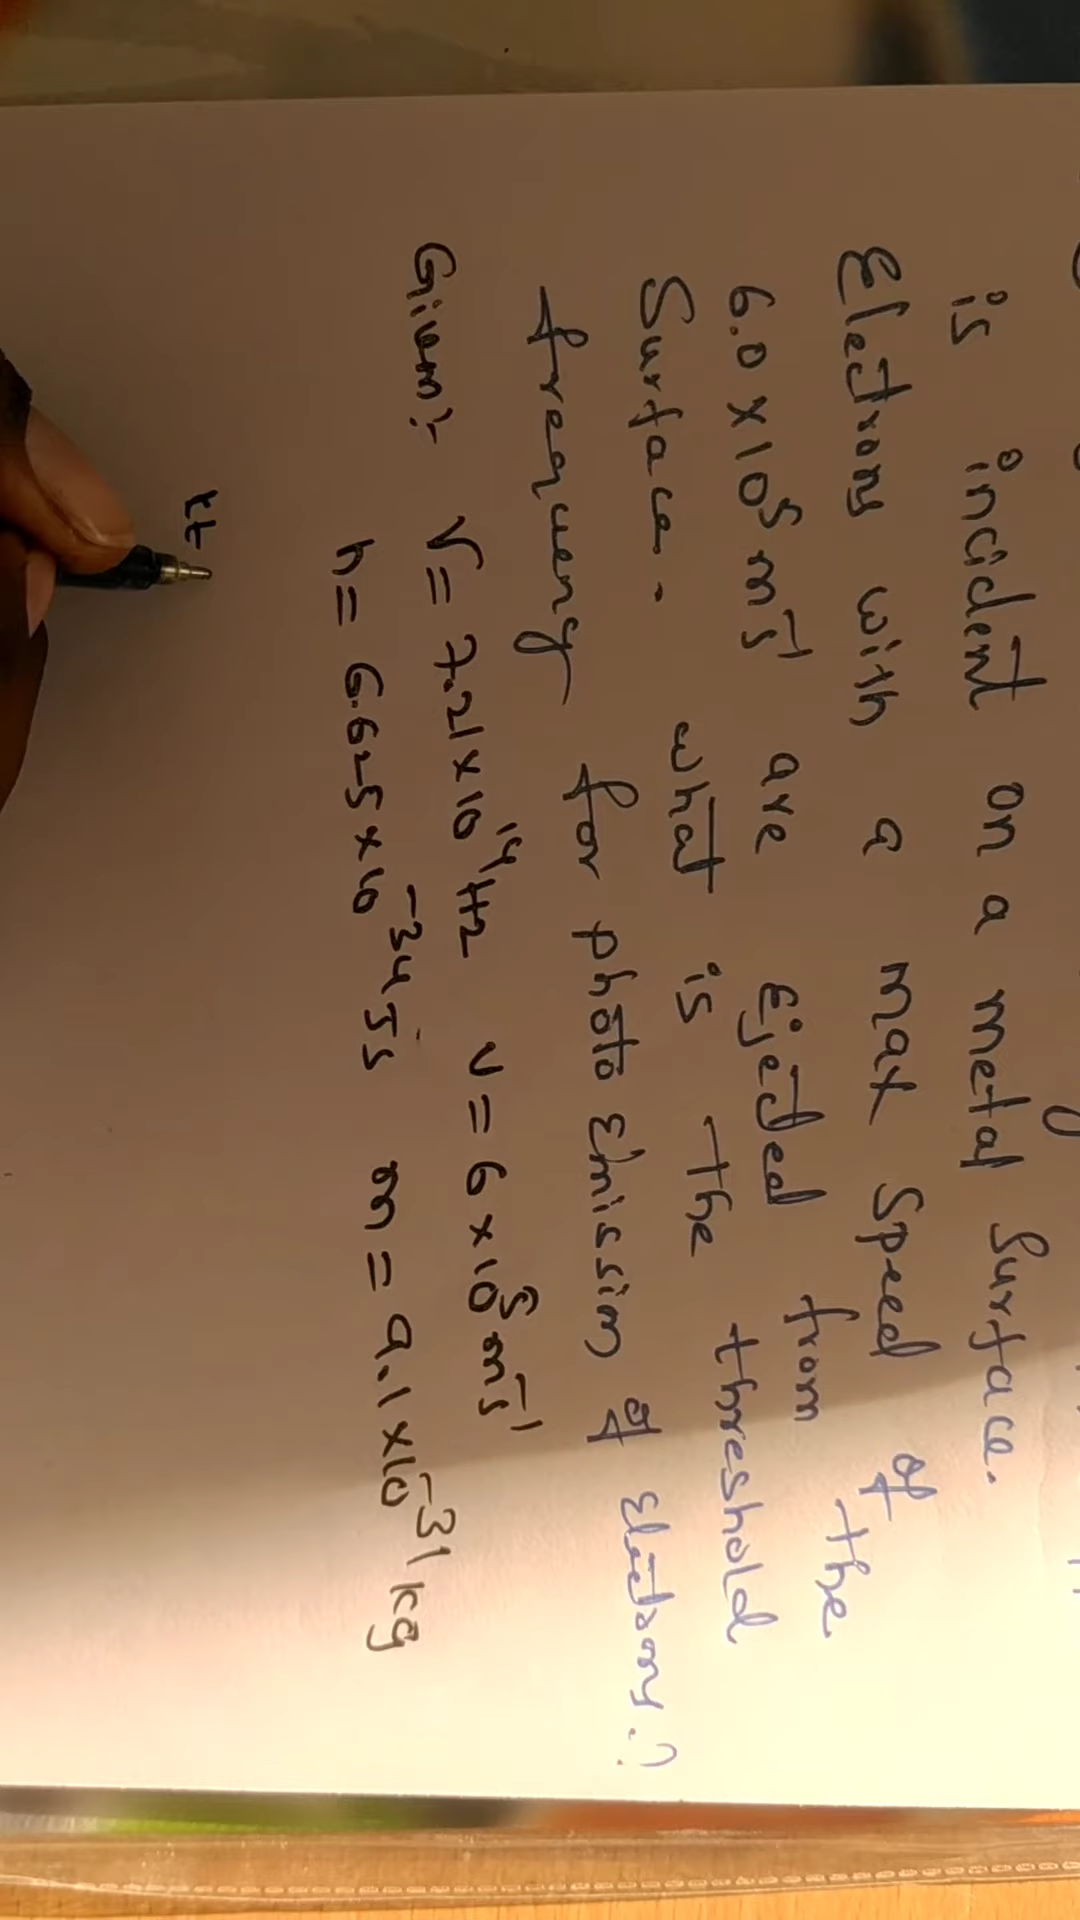 is incident on a metal surface.
Electrons with a max speed of
6.0 × 10⁵ ms⁻¹ are ejected from the
Surface. what is the threshold
frequency for photo Emission of Electrons.?
Given:- ν = 7.21×10¹⁴ Hz v = 6 × 10⁵ ms⁻¹
h = 6.625 × 10⁻³⁴ Js m = 9.1 × 10⁻³¹ kg